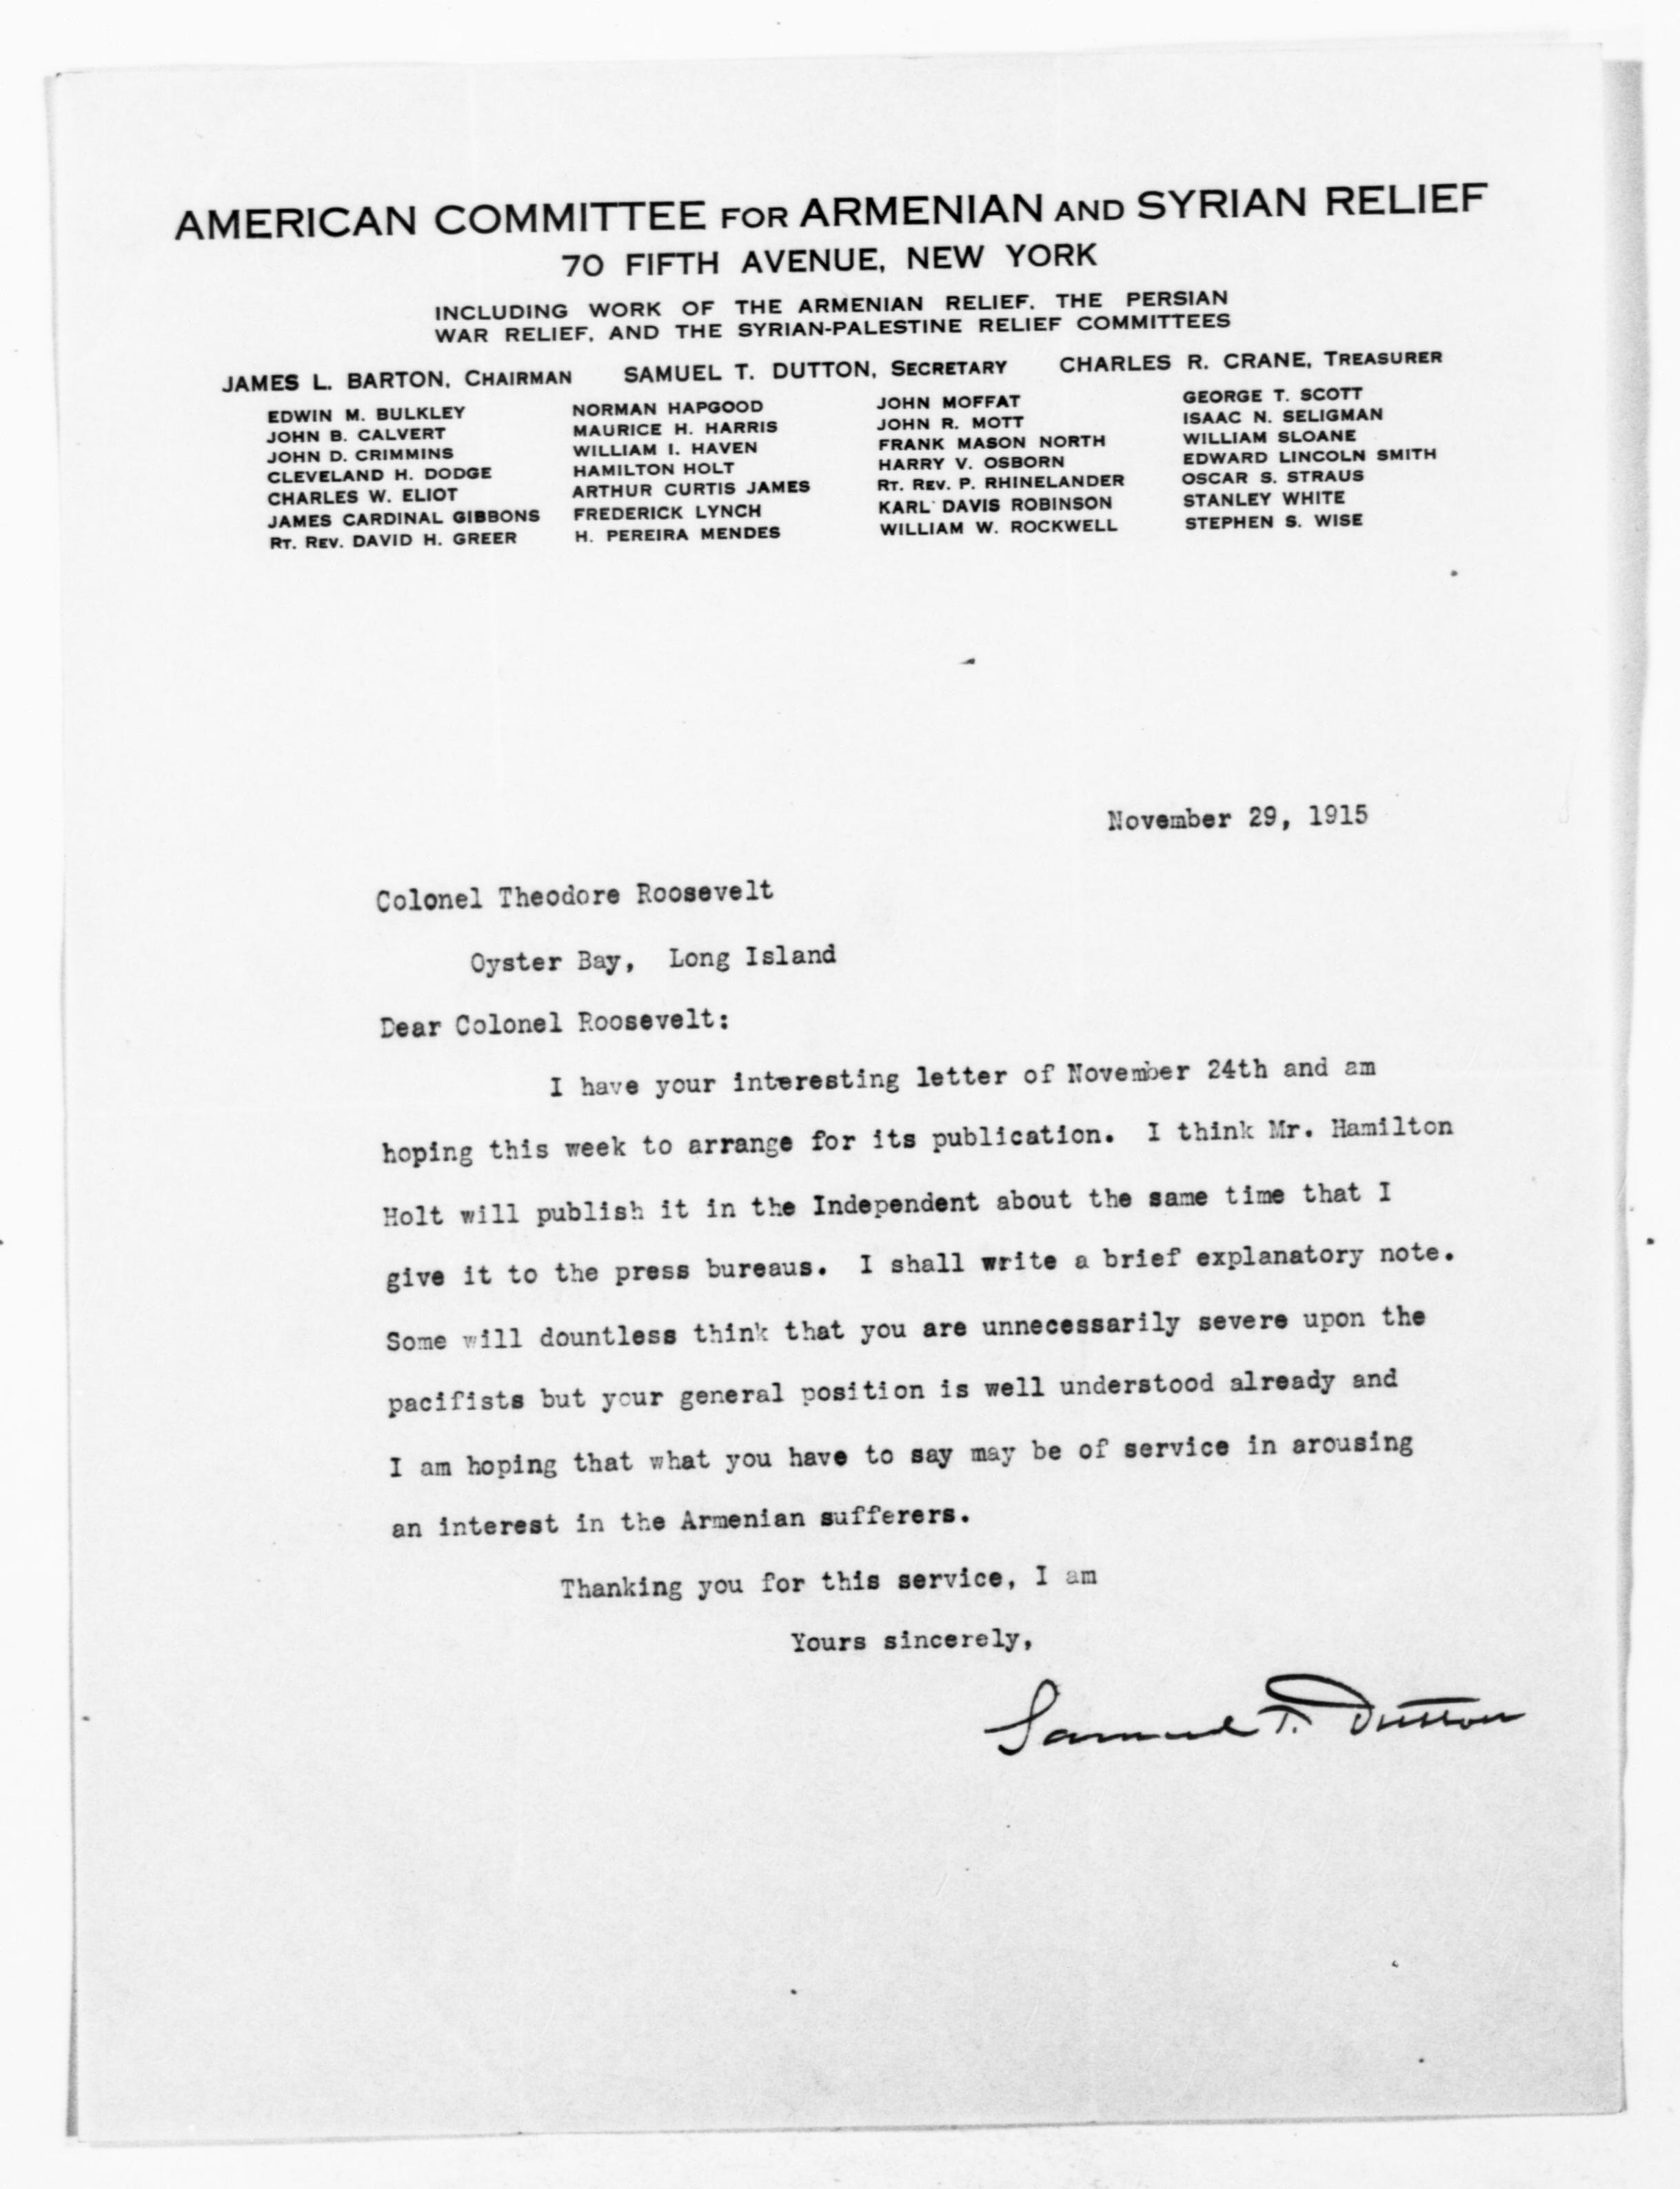 AMERICAN COMMITTEE FOR ARMENIAN AND SYRIAN RELIEF
70 FIFTH AVENUE, NEW YORK
INCLUDING WORK OF THE ARMENIAN RELIEF, THE PERSIAN
WAR RELIEF, AND THE SYRIAN-PALESTINE RELIEF COMMITTEES
JAMES L. BARTON, CHAIRMAN SAMUEL T. DUTTON, SECRETARY CHARLES R. CRANE, TREASURER
EDWIN M. BULKLEY NORMAN HAPGOOD JOHN MOFFAT GEORGE T. SCOTT
JOHN B. CALVERT MAURICE H. HARRIS JOHN R. MOTT ISAAC N. SELIGMAN
JOHN D. CRIMMINS WILLIAM I. HAVEN FRANK MASON NORTH WILLIAM SLOANE
CLEVELAND H. DODGE HAMILTON HOLT HARRY V. OSBORN EDWARD LINCOLN SMITH
CHARLES W. ELIOT ARTHUR CURTIS JAMES RT. REV. P. RHINELANDER OSCAR S. STRAUS
JAMES CARDINAL GIBBONS FREDERICK LYNCH KARL DAVIS ROBINSON STANLEY WHITE
RT. REV. DAVID H. GREER H. PEREIRA MENDES WILLIAM W. ROCKWELL STEPHEN S. WISE
November 29, 1915
Colonel Theodore Roosevelt
Oyster Bay, Long Island
Dear Colonel Roosevelt:
I have your interesting letter of November 24th and am
hoping this week to arrange for its publication. I think Mr. Hamilton
Holt will publish it in the Independent about the same time that I
give it to the press bureaus. I shall write a brief explanatory note.
Some will dountless think that you are unnecessarily severe upon the
pacifists but your general position is well understood already and
I am hoping that what you have to say may be of service in arousing
an interest in the Armenian sufferers.
Thanking you for this service, I am
Yours sincerely,
Samuel T. Dutton